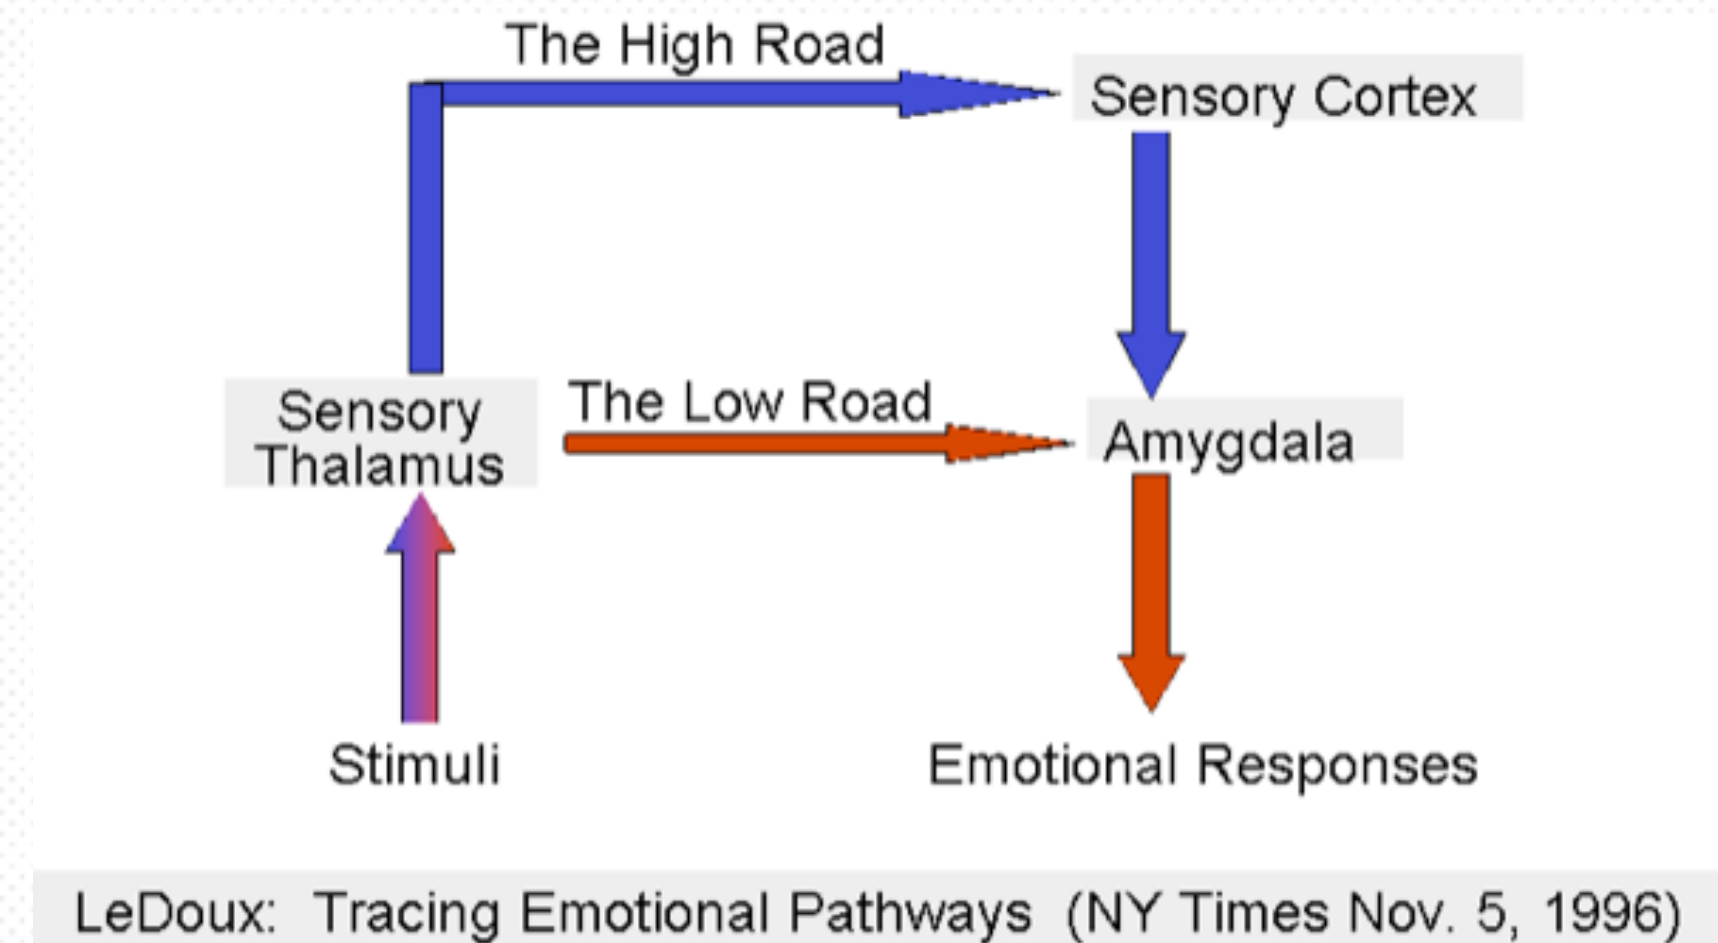 The High Road
Sensory Cortex
Sensory
Thalamus
The Low Road
Amygdala
Stimuli
Emotional Responses
LeDoux: Tracing Emotional Pathways (NY Times Nov. 5, 1996)